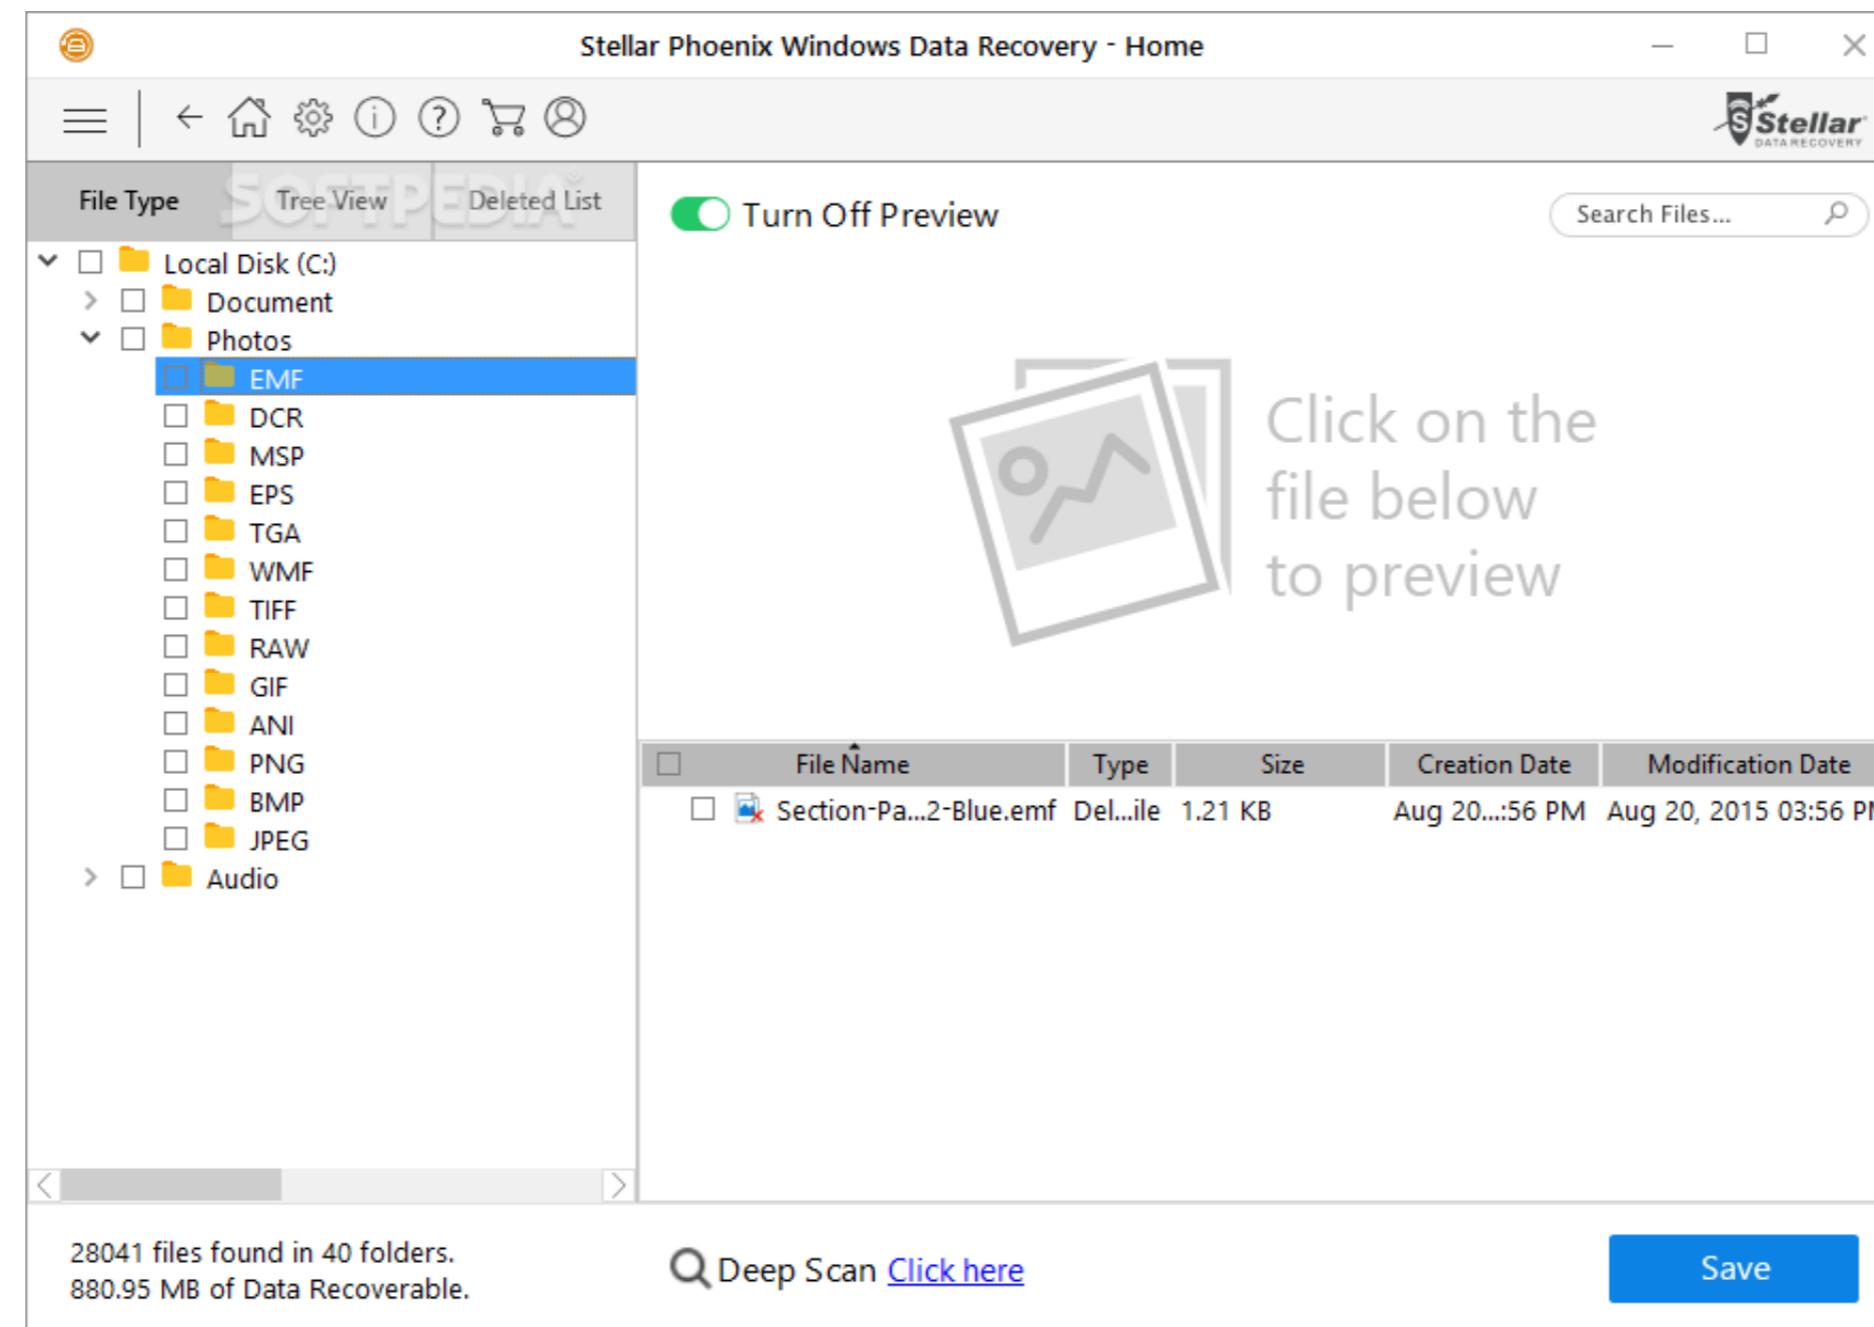 Stellar Phoenix Windows Data Recovery - Home
Stellar
DATA RECOVERY
File Type Tree View Deleted List
SOFTPEDIA®
Turn Off Preview
Search Files...
Local Disk (C:)
Document
Photos
EMF
DCR
MSP
EPS
TGA
WMF
TIFF
RAW
GIF
ANI
PNG
BMP
JPEG
Audio
Click on the
file below
to preview
File Name Type Size Creation Date Modification Date
Section-Pa...2-Blue.emf Del...ile 1.21 KB Aug 20...:56 PM Aug 20, 2015 03:56 PM
28041 files found in 40 folders.
880.95 MB of Data Recoverable.
Deep Scan Click here
Save